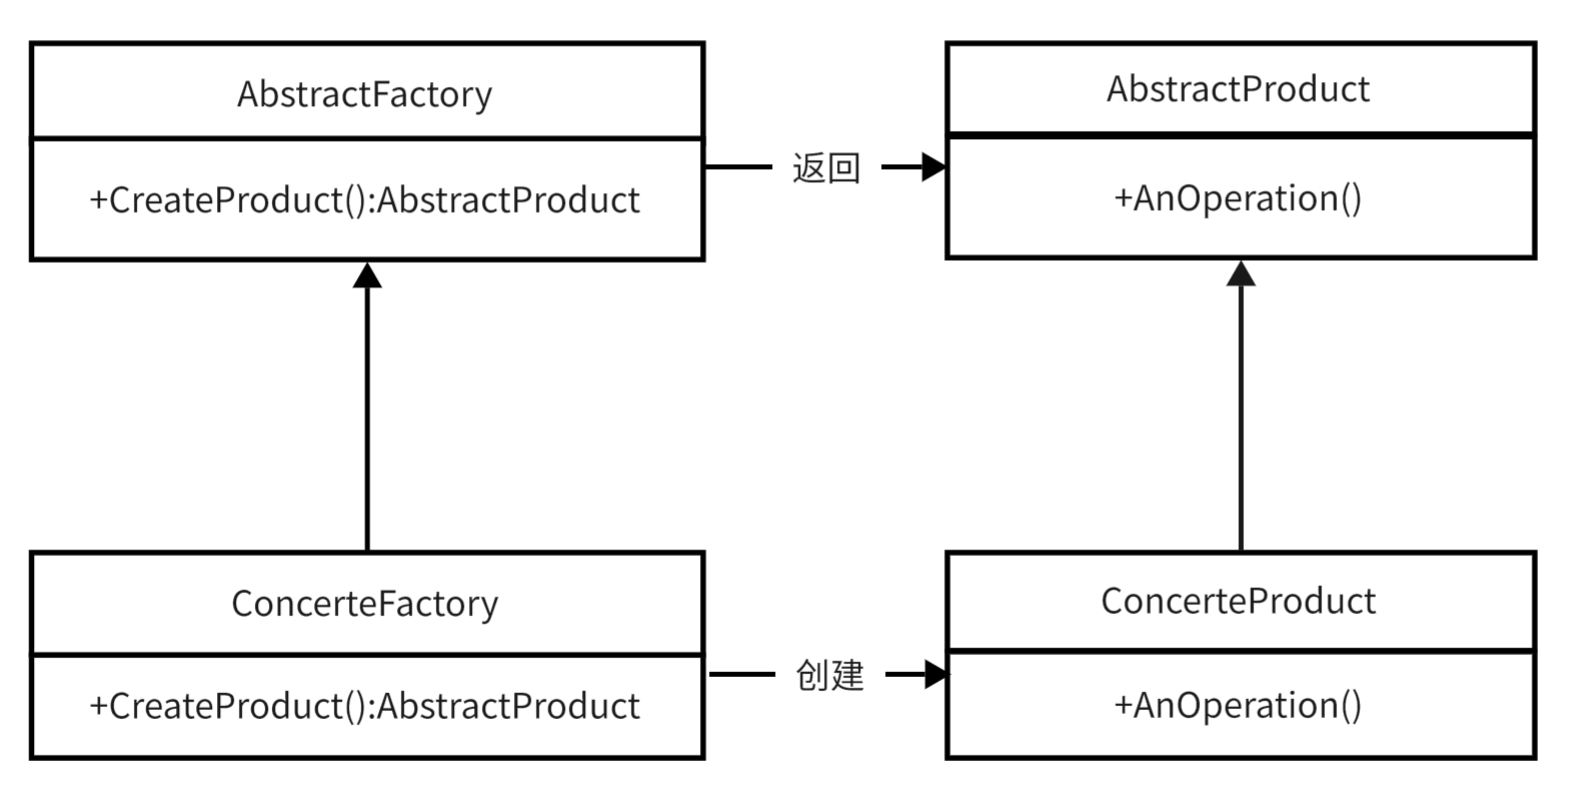 AbstractFactory
+CreateProduct():AbstractProduct
返回
AbstractProduct
+AnOperation()
ConcerteFactory
+CreateProduct():AbstractProduct
创建
ConcerteProduct
+AnOperation()